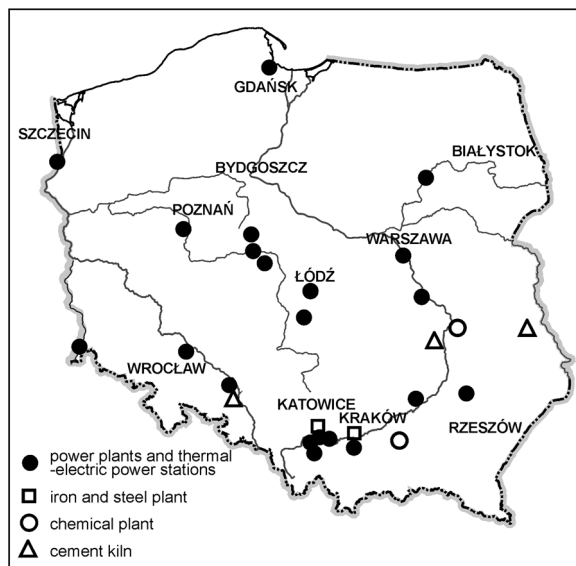 GDAŃSK
SZCZECIN
BIAŁYSTOK
BYDGOSZCZ
POZNAŃ
WARSZAWA
ŁÓDŹ
WROCŁAW
KATOWICE
KRAKÓW
RZESZÓW
power plants and thermal
-electric power stations
iron and steel plant
chemical plant
cement kiln